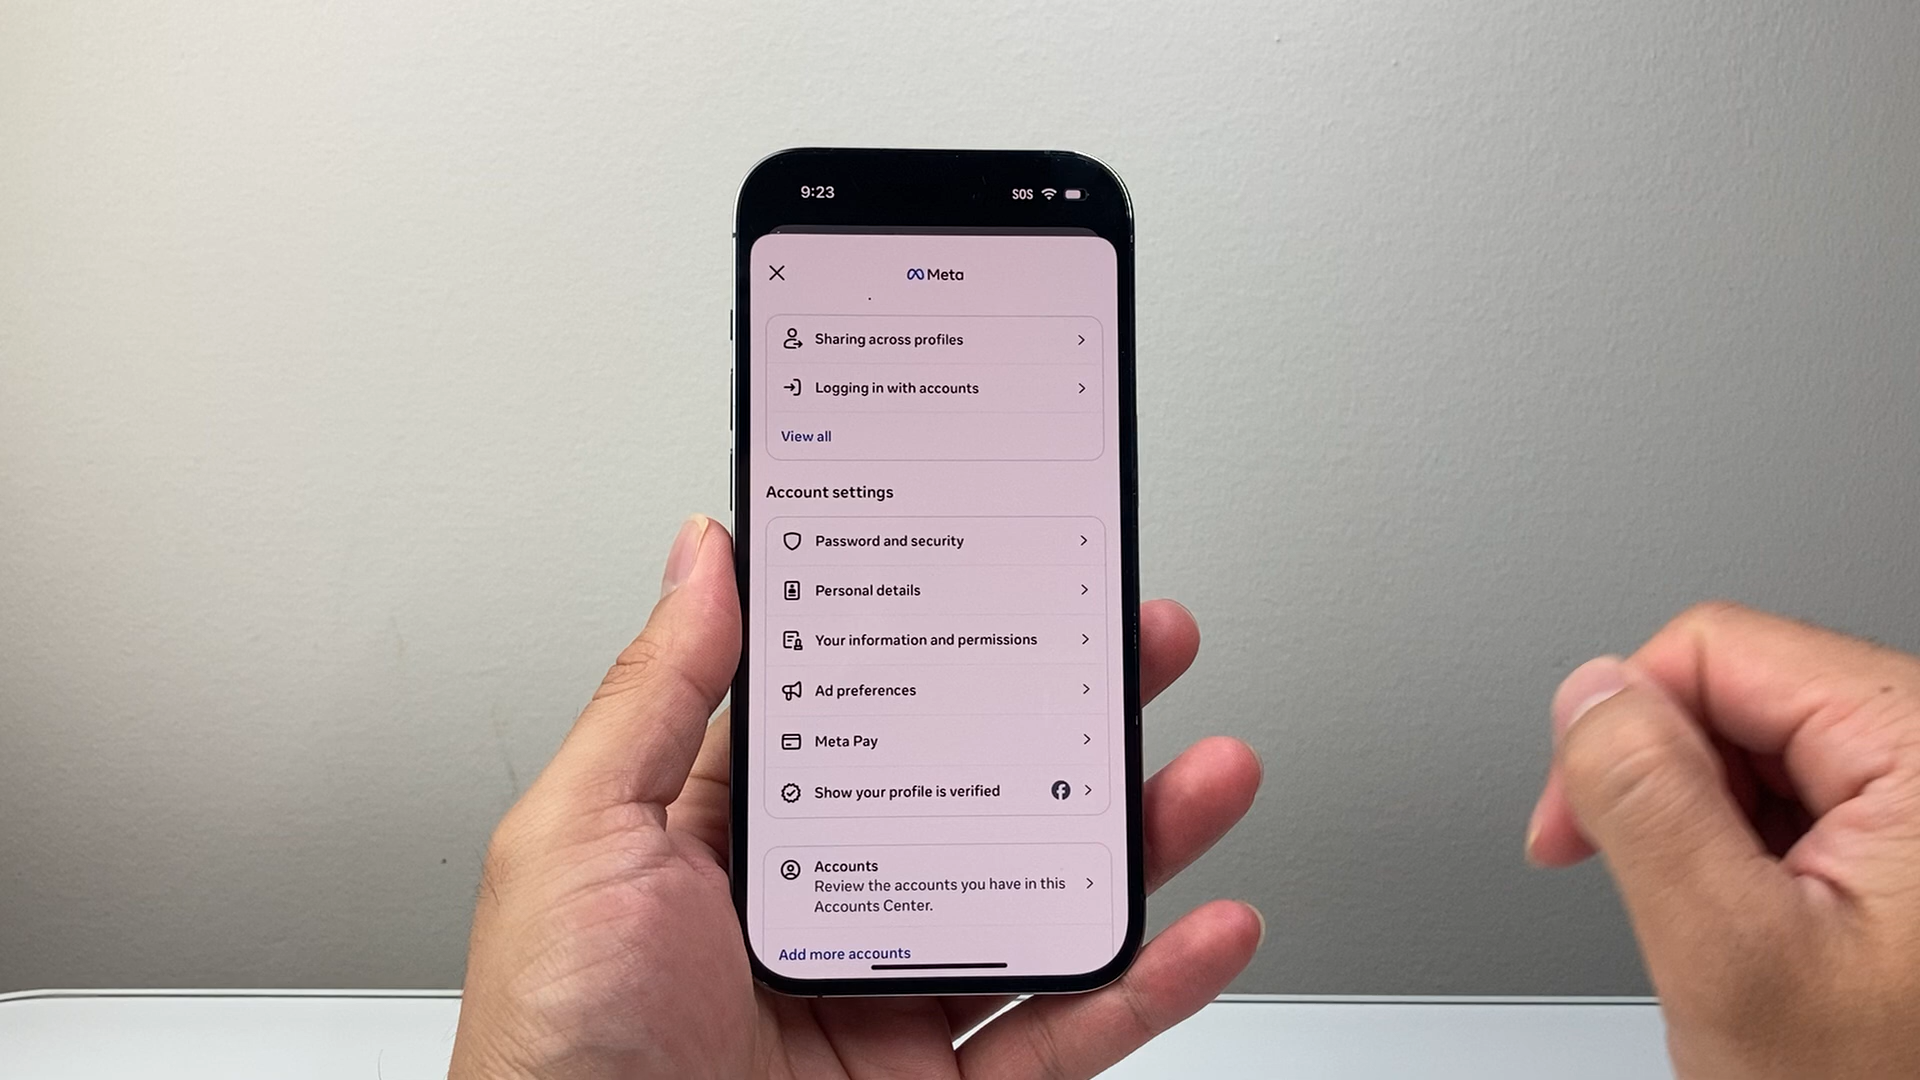 9:23
SOS
Meta
Sharing across profiles
Logging in with accounts
View all
Account settings
Password and security
Personal details
Your information and permissions
Ad preferences
Meta Pay
Show your profile is verified
Accounts
Review the accounts you have in this
Accounts Center.
Add more accounts